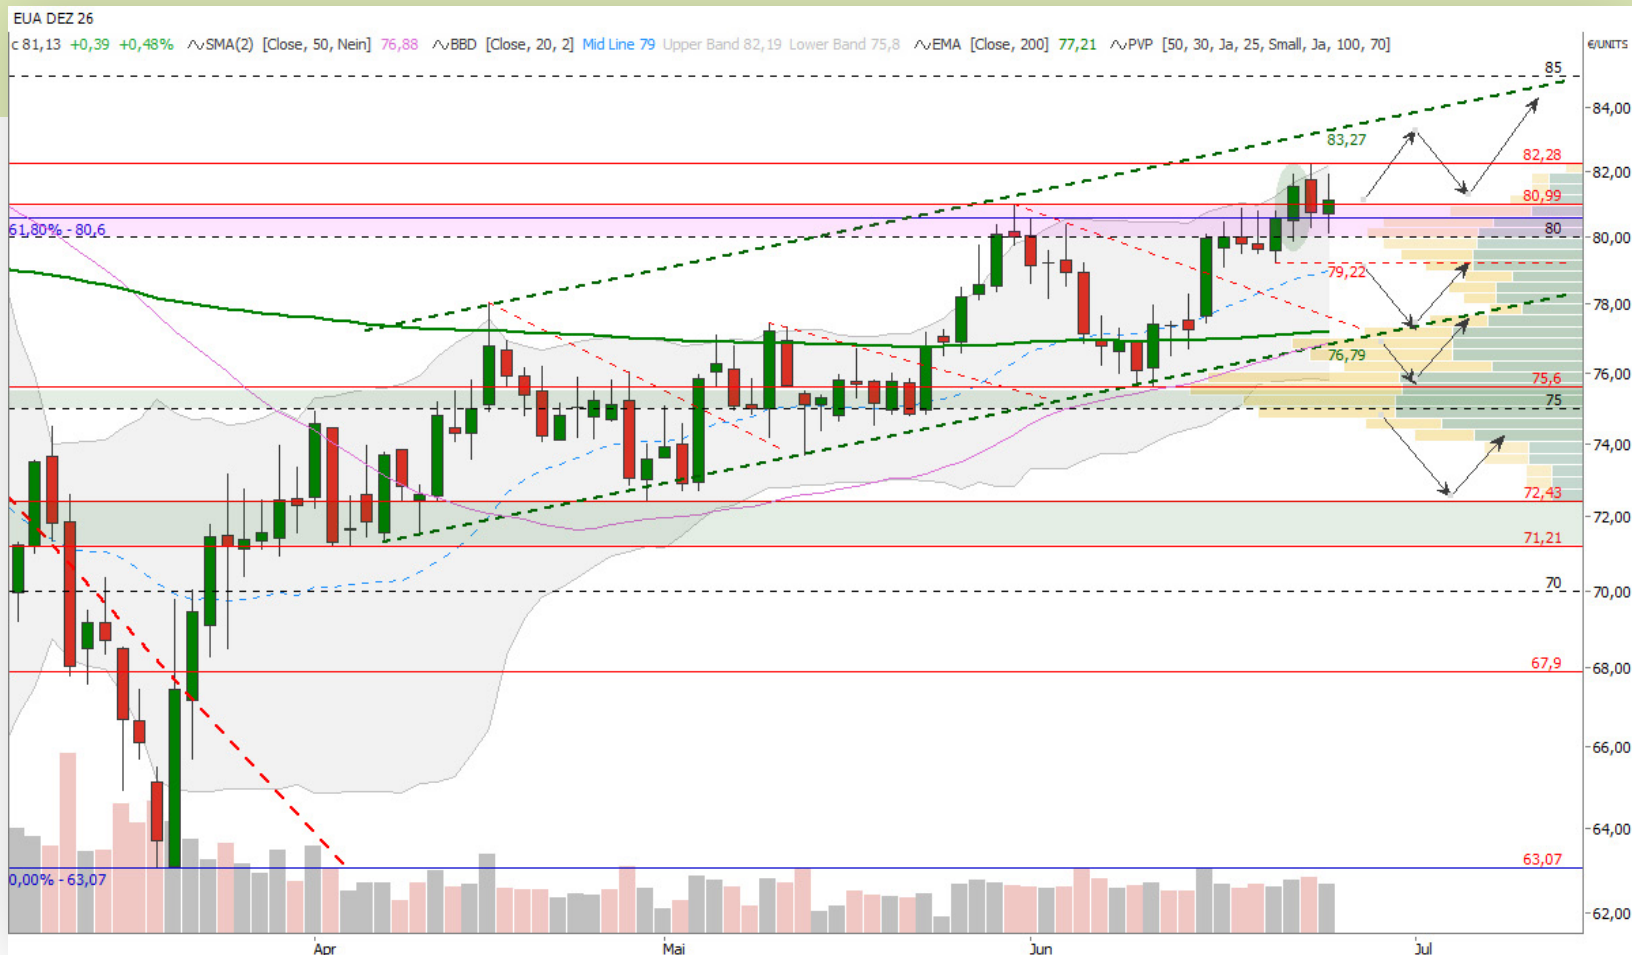 EUA DEZ 26
c 81,13 +0,39 +0,48% SMA(2) [Close, 50, Nein] 76,88 BBD [Close, 20, 2] Mid Line 79 Upper Band 82,19 Lower Band 75,8 EMA [Close, 200] 77,21 PVP [50, 30, Ja, 25, Small, Ja, 100, 70]
€/UNITS
85
84,00
83,27
82,28
82,00
80,99
61,80% - 80,6
80
80,00
79,22
78,00
76,79
76,00
75,6
75
74,00
72,43
72,00
71,21
70
70,00
68,00
67,9
66,00
64,00
63,07
0,00% - 63,07
62,00
Apr
Mai
Jun
Jul